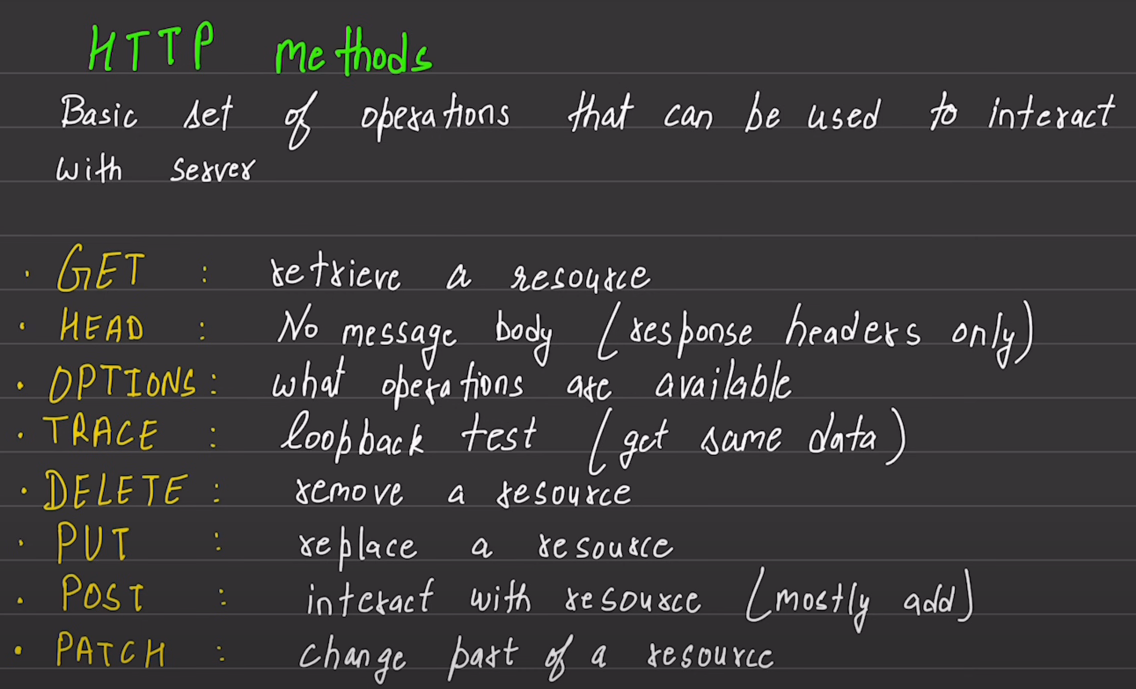 HTTP methods
Basic set of operations that can be used to interact
with server
· GET : retrieve a resource
· HEAD : No message body (response headers only)
· OPTIONS : what operations are available
· TRACE : loopback test (get same data)
· DELETE : remove a resource
· PUT : replace a resource
· POST : interact with resource (mostly add)
· PATCH : change part of a resource